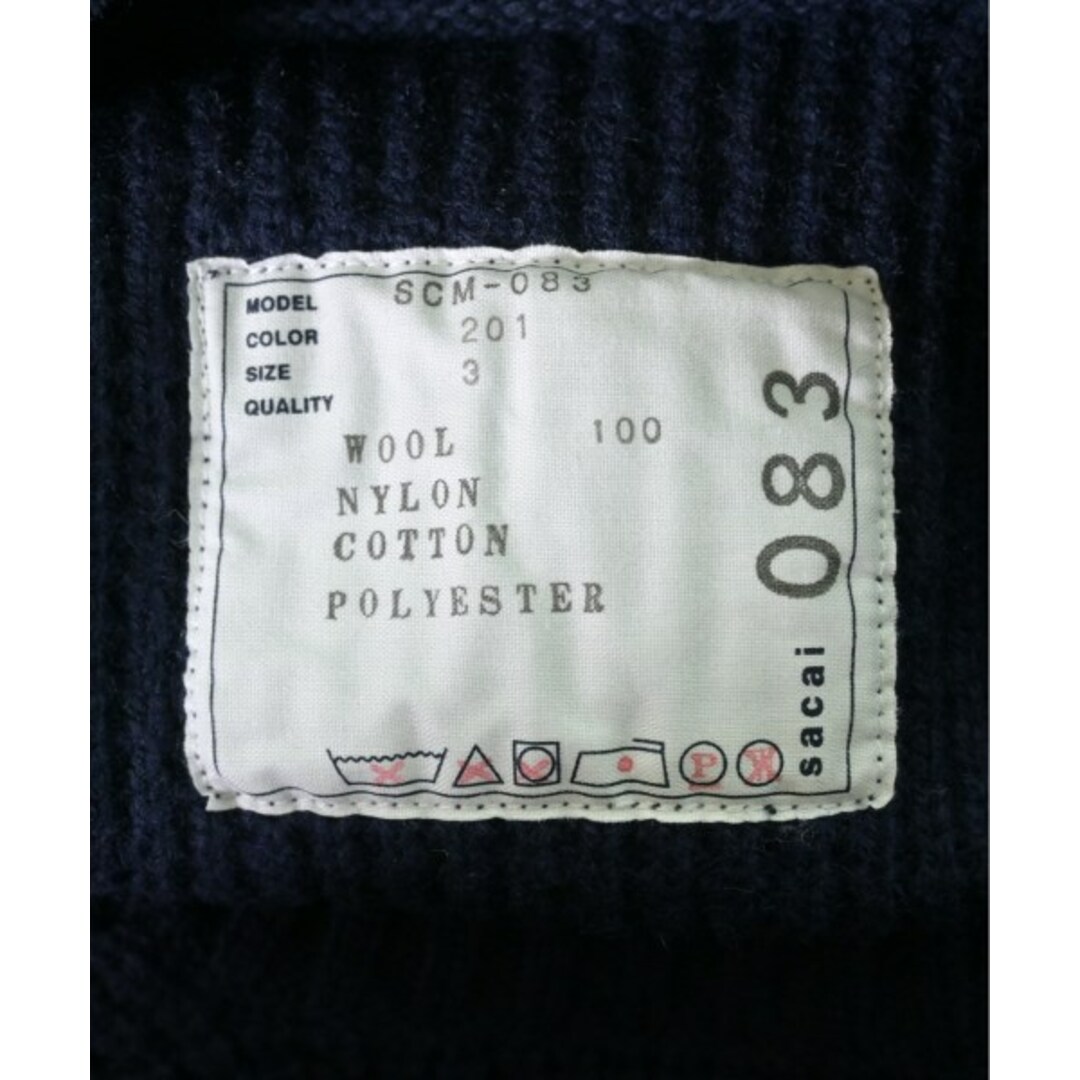 MODEL SCM-083
COLOR 201
SIZE 3
QUALITY
WOOL 100
NYLON
COTTON
POLYESTER
P
sacai 083